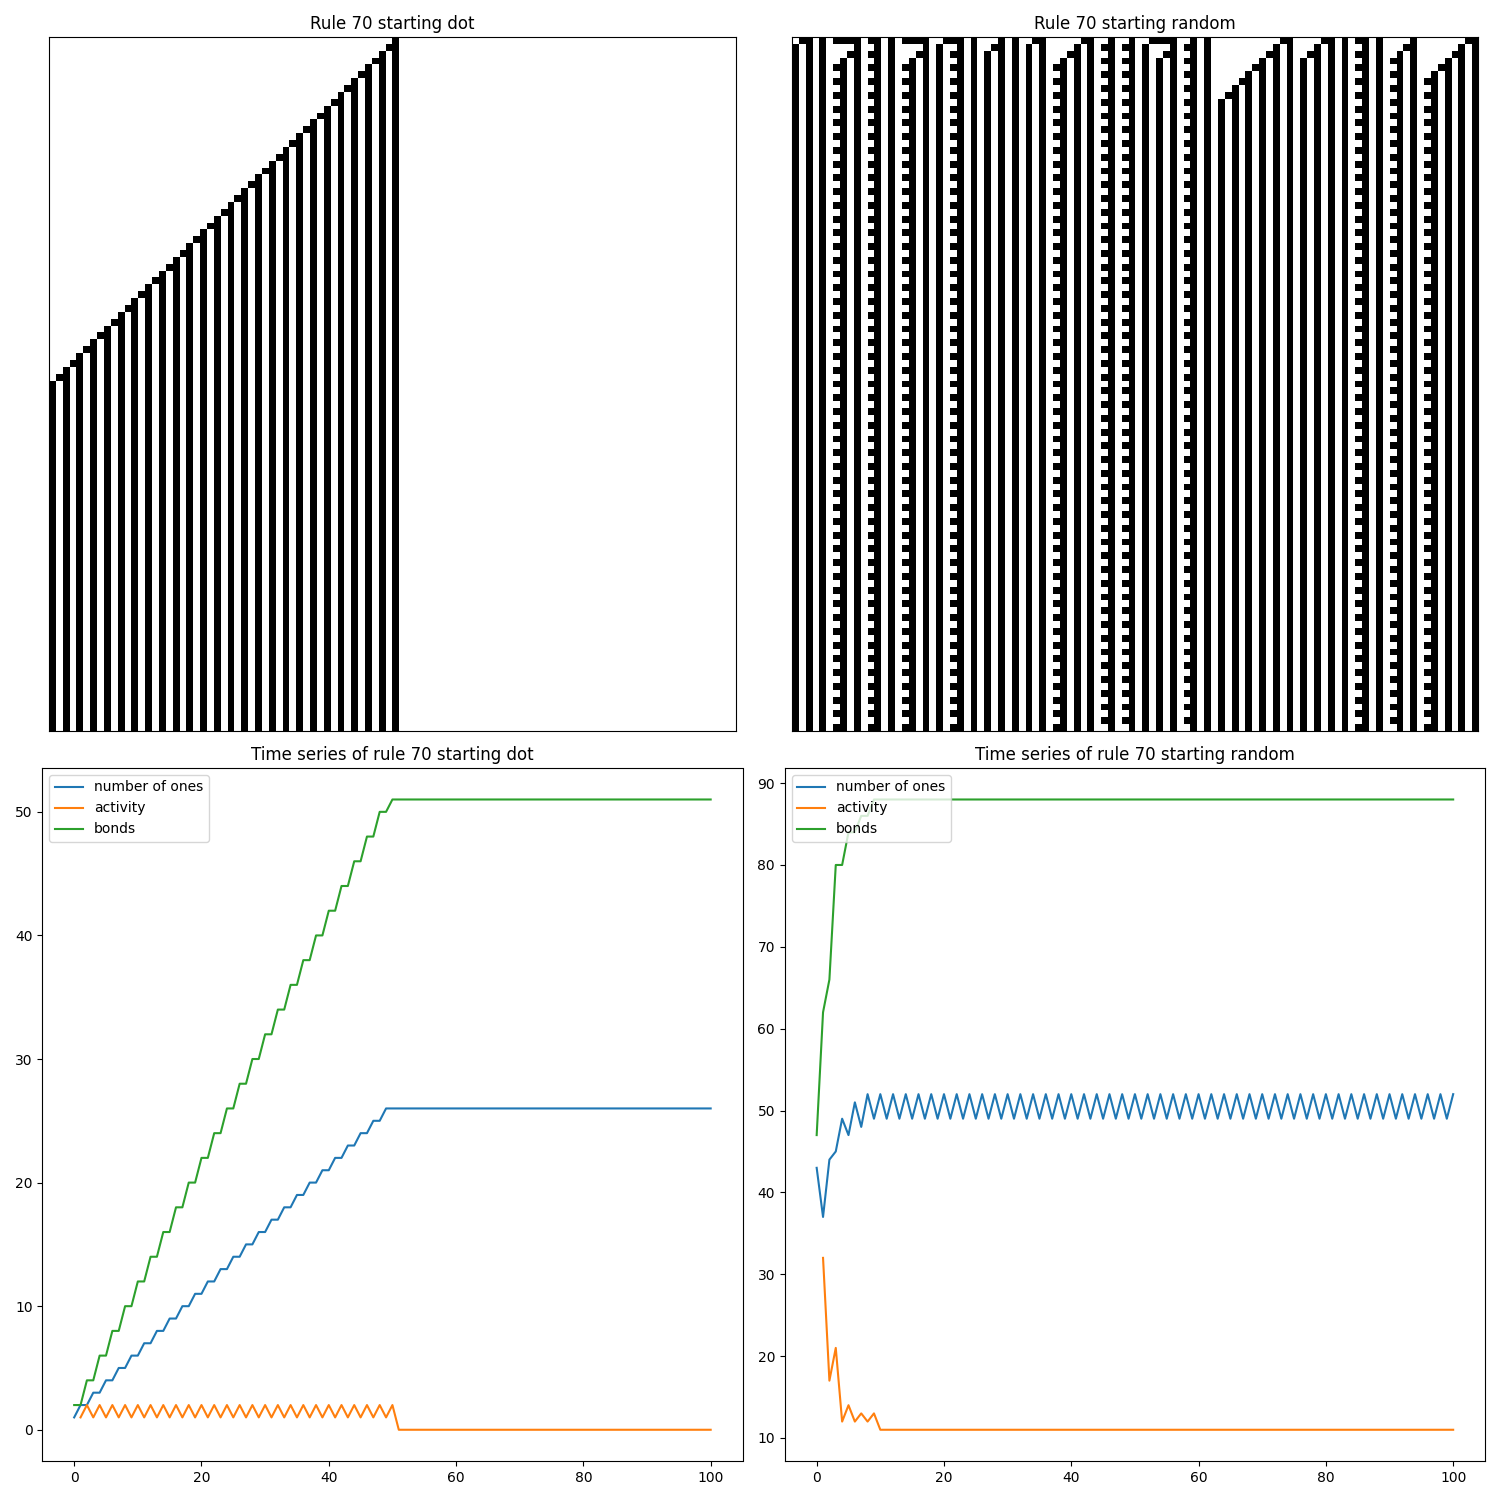 Rule 70 starting dot
Rule 70 starting random
Time series of rule 70 starting dot
number of ones
activity
bonds
50
40
30
20
10
0
0 20 40 60 80 100
Time series of rule 70 starting random
number of ones
activity
bonds
90
80
70
60
50
40
30
20
10
0 20 40 60 80 100